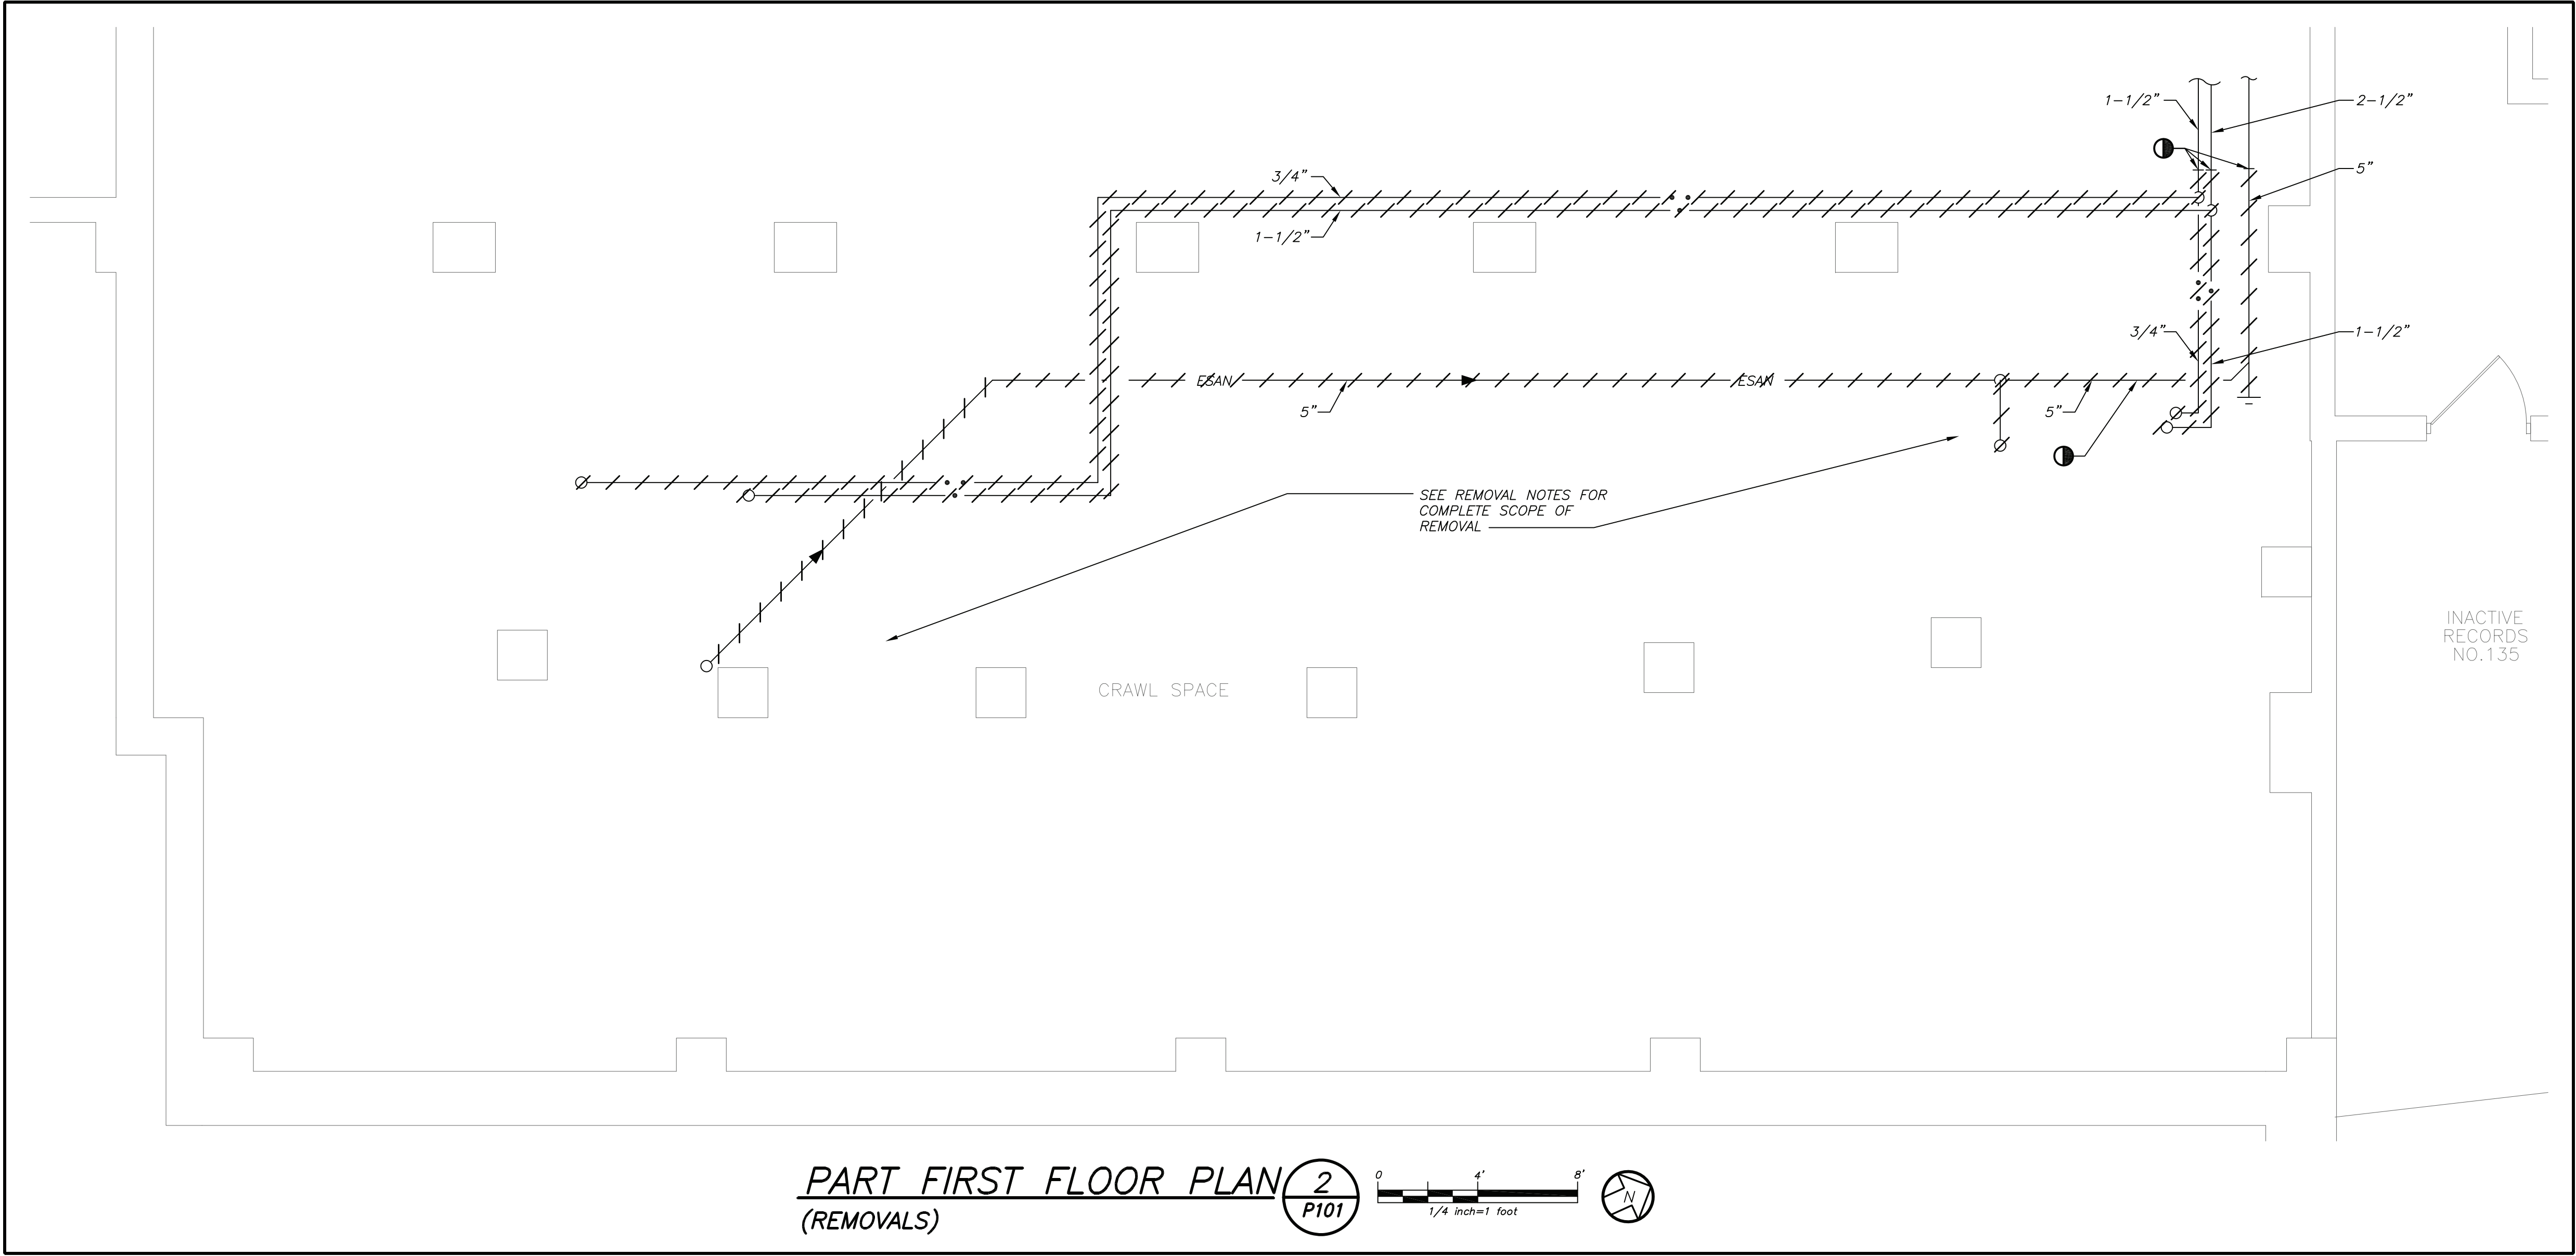 1-1/2"
2-1/2"
5"
3/4"
1-1/2"
3/4"
1-1/2"
ESAN
ESAN
5"
5"
SEE REMOVAL NOTES FOR
COMPLETE SCOPE OF
REMOVAL
INACTIVE
RECORDS
NO.135
CRAWL SPACE
PART FIRST FLOOR PLAN
(REMOVALS)
2
P101
0 4' 8'
1/4 inch=1 foot
N